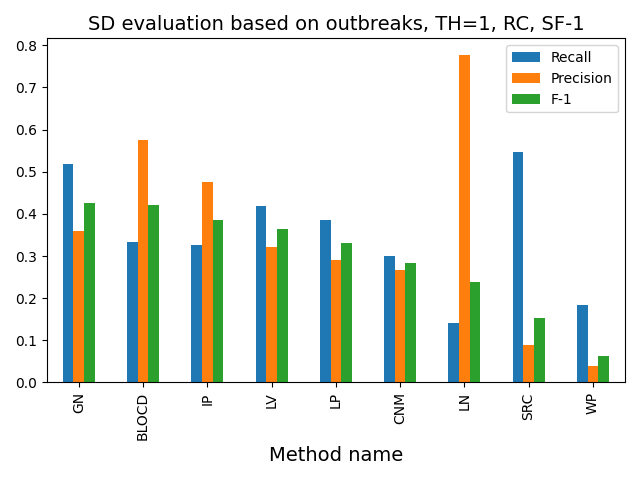 SD evaluation based on outbreaks, TH=1, RC, SF-1
Recall
Precision
F-1
0.8
0.7
0.6
0.5
0.4
0.3
0.2
0.1
0.0
GN
BLOCD
IP
LV
LP
CNM
LN
SRC
WP
Method name